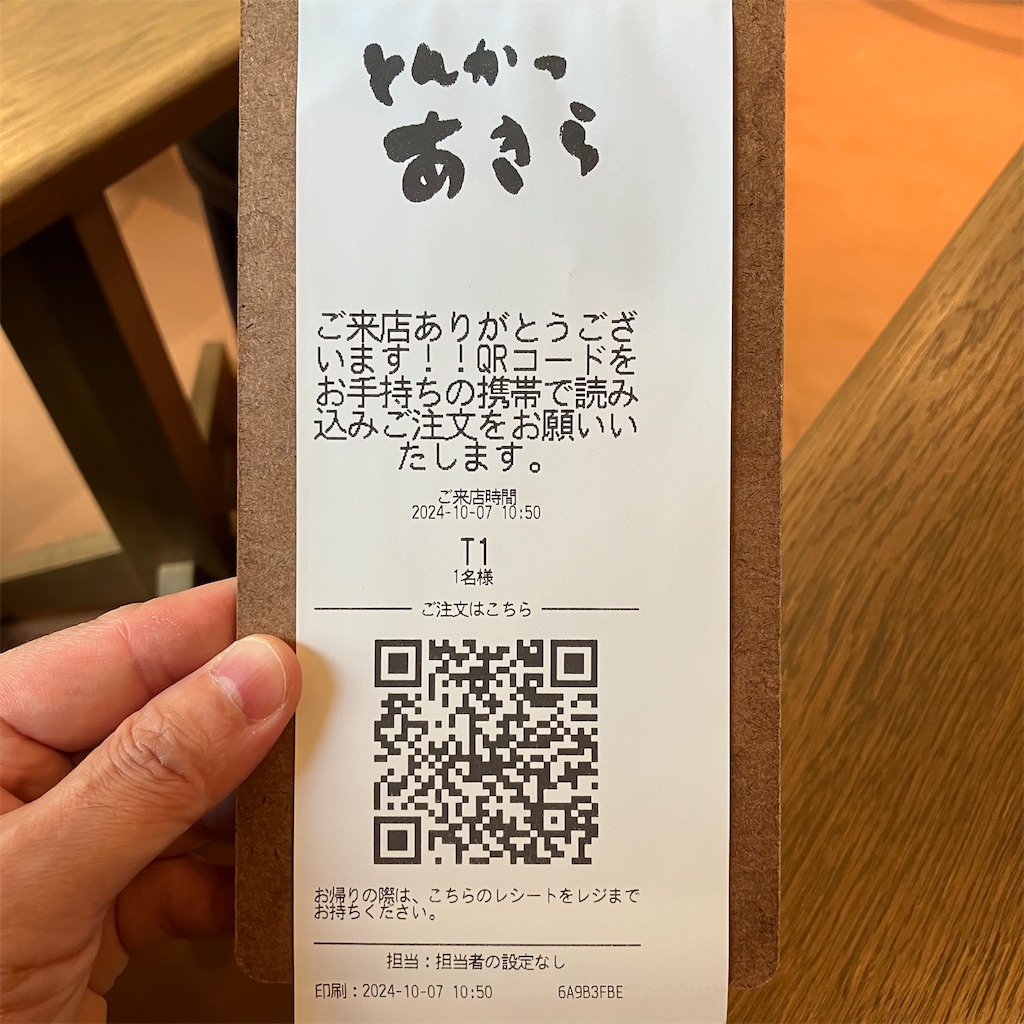 とんかつ
あきら
ご来店ありがとうござ
います！！QRコードを
お手持ちの携帯で読み
込みご注文をお願いい
たします。
ご来店時間
2024-10-07 10:50
T1
1名様
ご注文はこちら
お帰りの際は、こちらのレシートをレジまで
お持ちください。
担当：担当者の設定なし
印刷：2024-10-07 10:50 6A9B3FBE